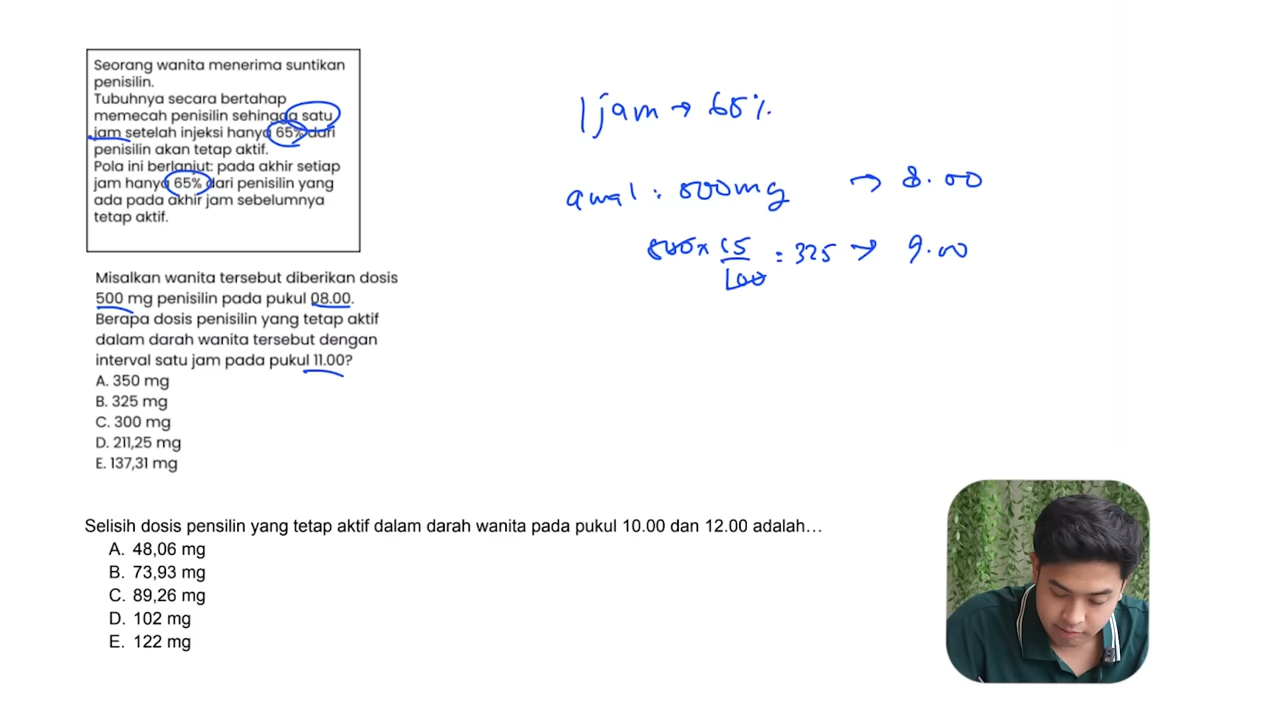 Seorang wanita menerima suntikan
penisilin.
Tubuhnya secara bertahap
memecah penisilin sehingga satu
jam setelah injeksi hanya 65% dari
penisilin akan tetap aktif.
Pola ini berlanjut: pada akhir setiap
jam hanya 65% dari penisilin yang
ada pada akhir jam sebelumnya
tetap aktif.
Misalkan wanita tersebut diberikan dosis
500 mg penisilin pada pukul 08.00.
Berapa dosis penisilin yang tetap aktif
dalam darah wanita tersebut dengan
interval satu jam pada pukul 11.00?
A. 350 mg
B. 325 mg
C. 300 mg
D. 211,25 mg
E. 137,31 mg
1 jam → 65%
awal : 500mg → 8.00
500 × 65/100 = 325 → 9.00
Selisih dosis pensilin yang tetap aktif dalam darah wanita pada pukul 10.00 dan 12.00 adalah…
A. 48,06 mg
B. 73,93 mg
C. 89,26 mg
D. 102 mg
E. 122 mg